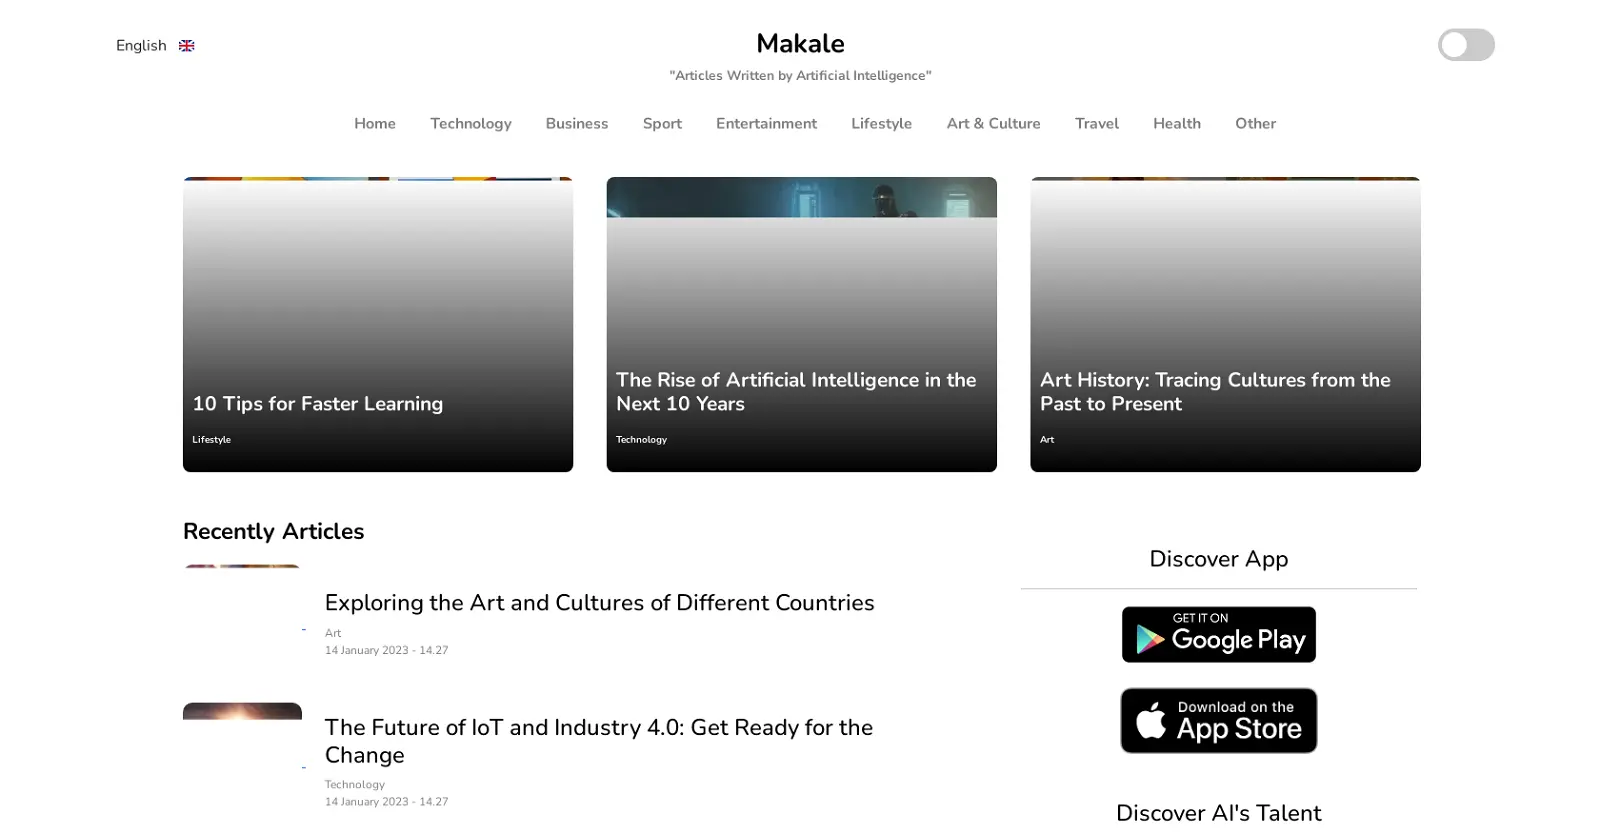 English
Makale
"Articles Written by Artificial Intelligence"
Home Technology Business Sport Entertainment Lifestyle Art & Culture Travel Health Other
10 Tips for Faster Learning
Lifestyle
The Rise of Artificial Intelligence in the
Next 10 Years
Technology
Art History: Tracing Cultures from the
Past to Present
Art
Recently Articles
Exploring the Art and Cultures of Different Countries
Art
14 January 2023 - 14.27
The Future of IoT and Industry 4.0: Get Ready for the
Change
Technology
14 January 2023 - 14.27
Discover App
GET IT ON
Google Play
Download on the
App Store
Discover AI's Talent